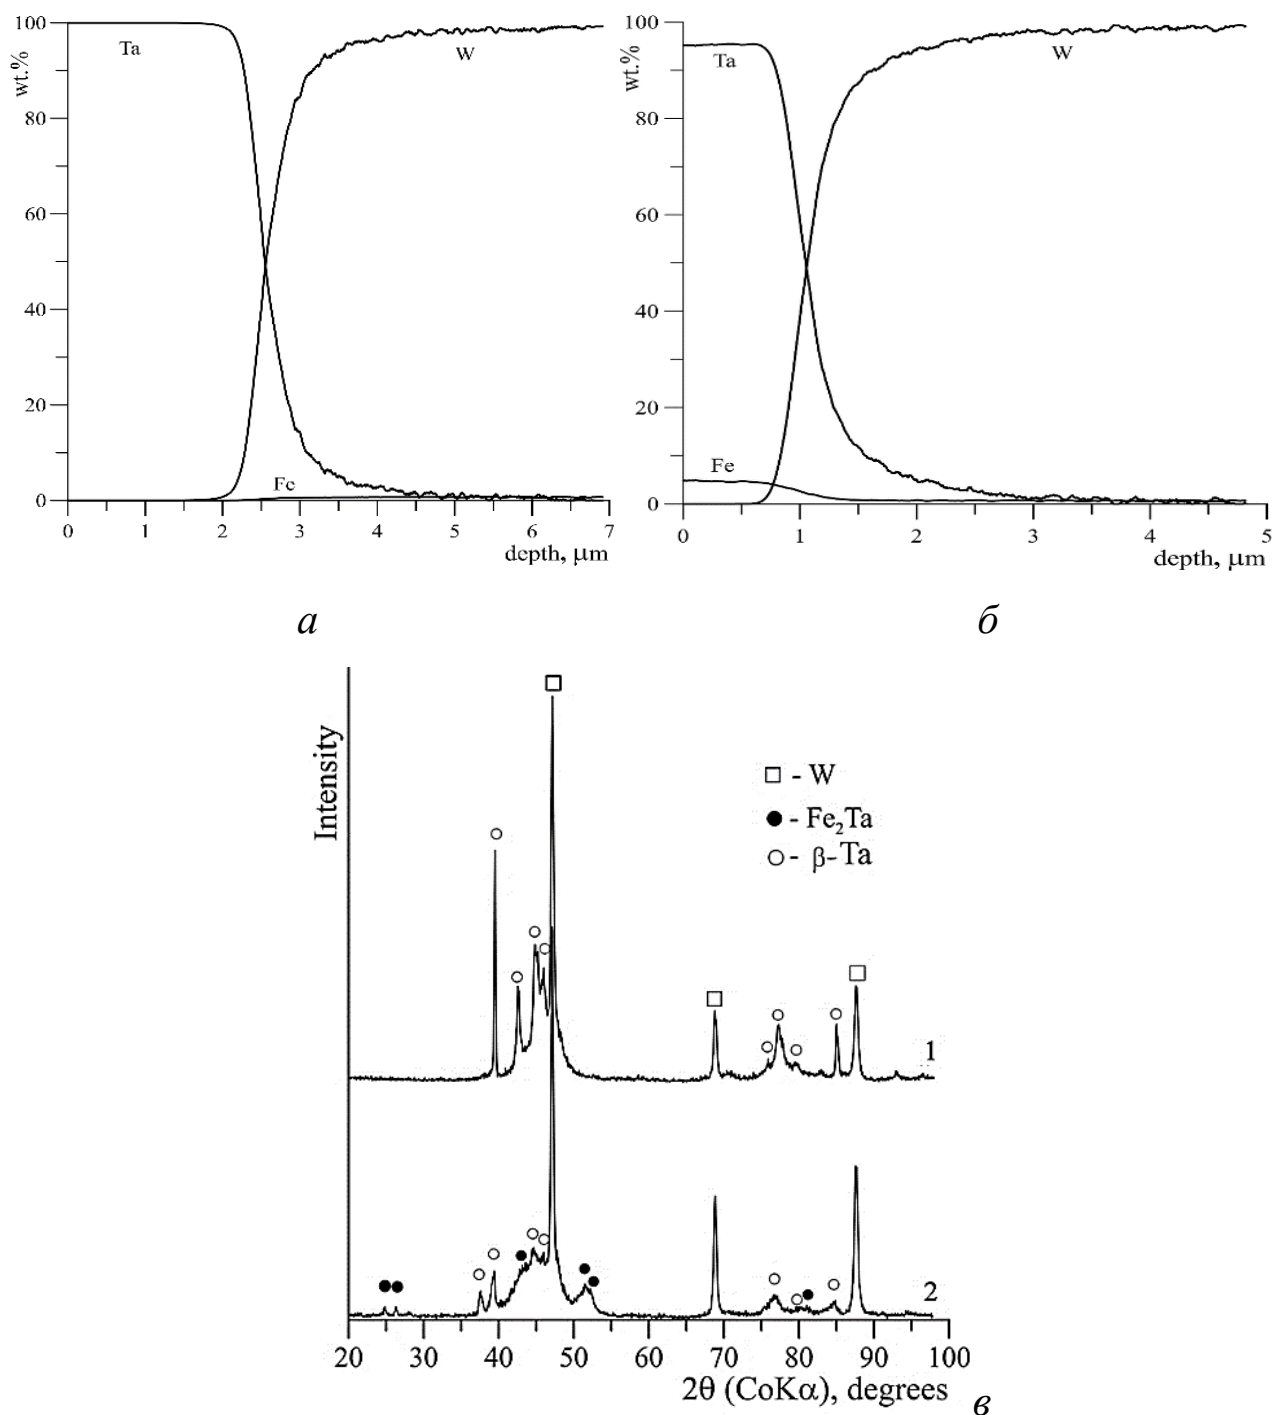 100
Ta
W
wt.%
80
60
40
20
Fe
0
0 1 2 3 4 5 6 7
depth, μm
а
100
Ta
W
wt.%
80
60
40
20
Fe
0
0 1 2 3 4 5
depth, μm
б
Intensity
□ - W
● - Fe₂Ta
○ - β-Ta
1
2
20 30 40 50 60 70 80 90 100
2θ (CoKα), degrees
в